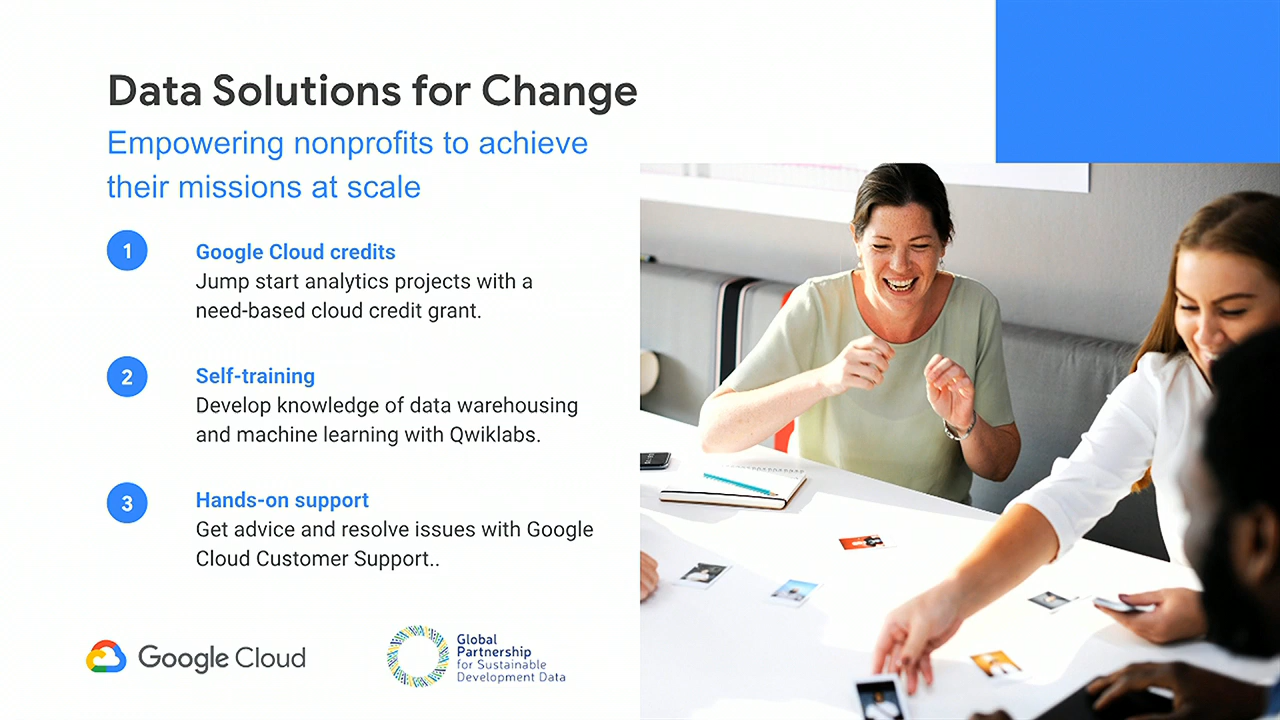 Data Solutions for Change
Empowering nonprofits to achieve
their missions at scale
1
Google Cloud credits
Jump start analytics projects with a
need-based cloud credit grant.
2
Self-training
Develop knowledge of data warehousing
and machine learning with Qwiklabs.
3
Hands-on support
Get advice and resolve issues with Google
Cloud Customer Support..
Google Cloud
Global
Partnership
for Sustainable
Development Data